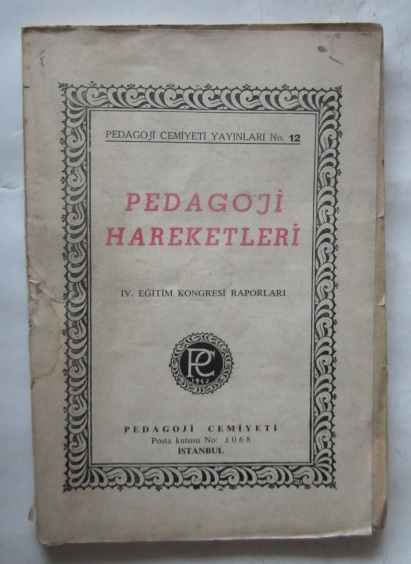 PEDAGOJİ CEMİYETİ YAYINLARI No. 12
PEDAGOJİ
HAREKETLERİ
IV. EĞİTİM KONGRESİ RAPORLARI
PC
1942
PEDAGOJİ CEMİYETİ
Posta kutusu No: 1068
İSTANBUL